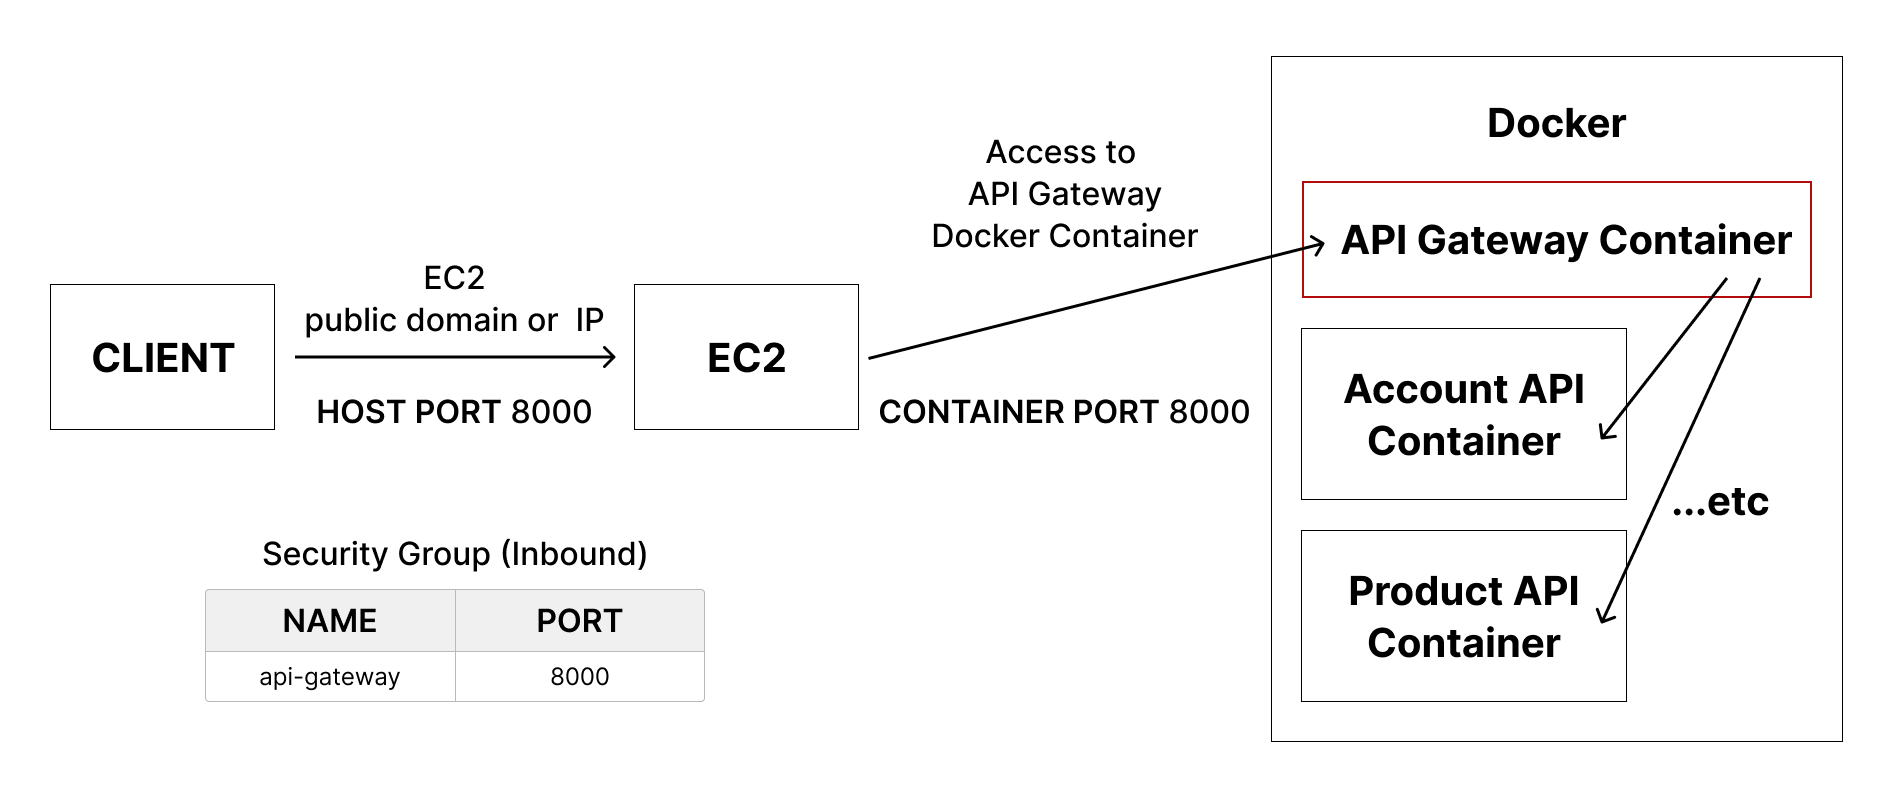 Docker
Access to
API Gateway
Docker Container
API Gateway Container
EC2
public domain or  IP
CLIENT
EC2
HOST PORT 8000
CONTAINER PORT 8000
Account API
Container
...etc
Security Group (Inbound)
NAME PORT
api-gateway 8000
Product API
Container